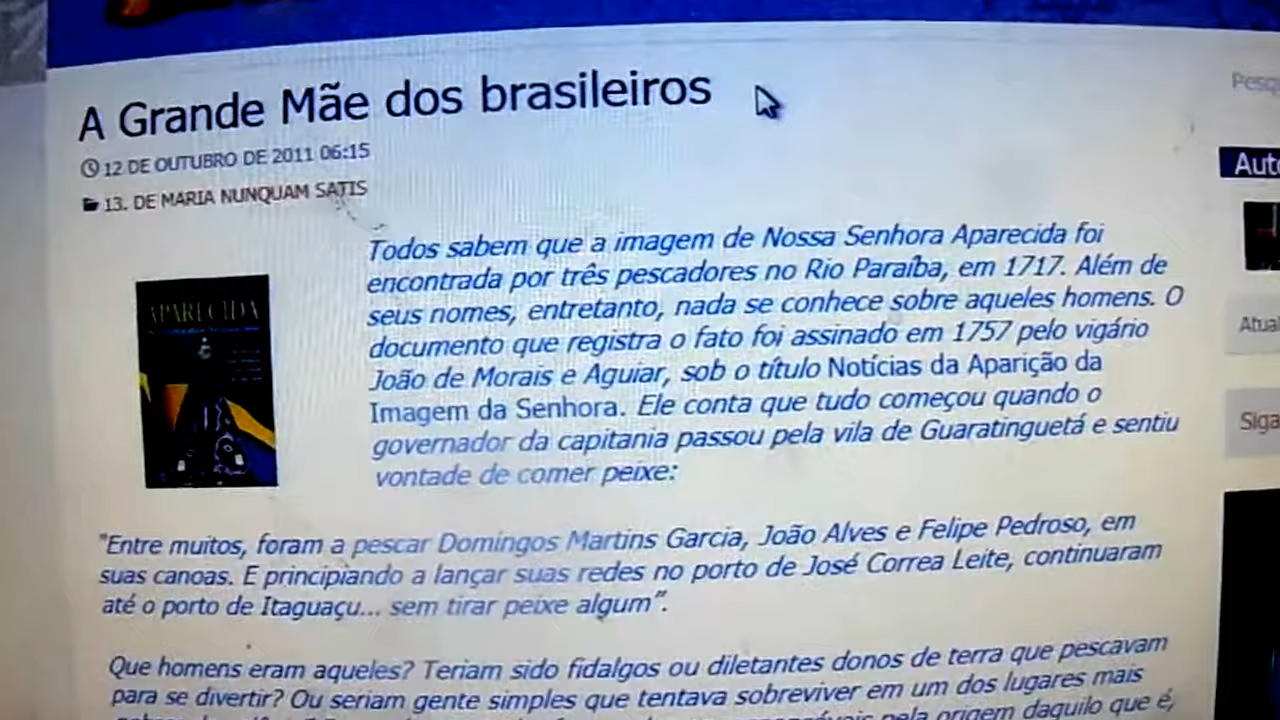 A Grande Mãe dos brasileiros
12 DE OUTUBRO DE 2011 06:15
13. DE MARIA NUNQUAM SATIS
Pesq
Auto
APARECIDA
Todos sabem que a imagem de Nossa Senhora Aparecida foi
encontrada por três pescadores no Rio Paraíba, em 1717. Além de
seus nomes, entretanto, nada se conhece sobre aqueles homens. O
documento que registra o fato foi assinado em 1757 pelo vigário
João de Morais e Aguiar, sob o título Notícias da Aparição da
Imagem da Senhora. Ele conta que tudo começou quando o
governador da capitania passou pela vila de Guaratinguetá e sentiu
vontade de comer peixe:
Atua
Siga
"Entre muitos, foram a pescar Domingos Martins Garcia, João Alves e Felipe Pedroso, em
suas canoas. E principiando a lançar suas redes no porto de José Correa Leite, continuaram
até o porto de Itaguaçu... sem tirar peixe algum”.
Que homens eram aqueles? Teriam sido fidalgos ou diletantes donos de terra que pescavam
para se divertir? Ou seriam gente simples que tentava sobreviver em um dos lugares mais
pela origem daquilo que é,